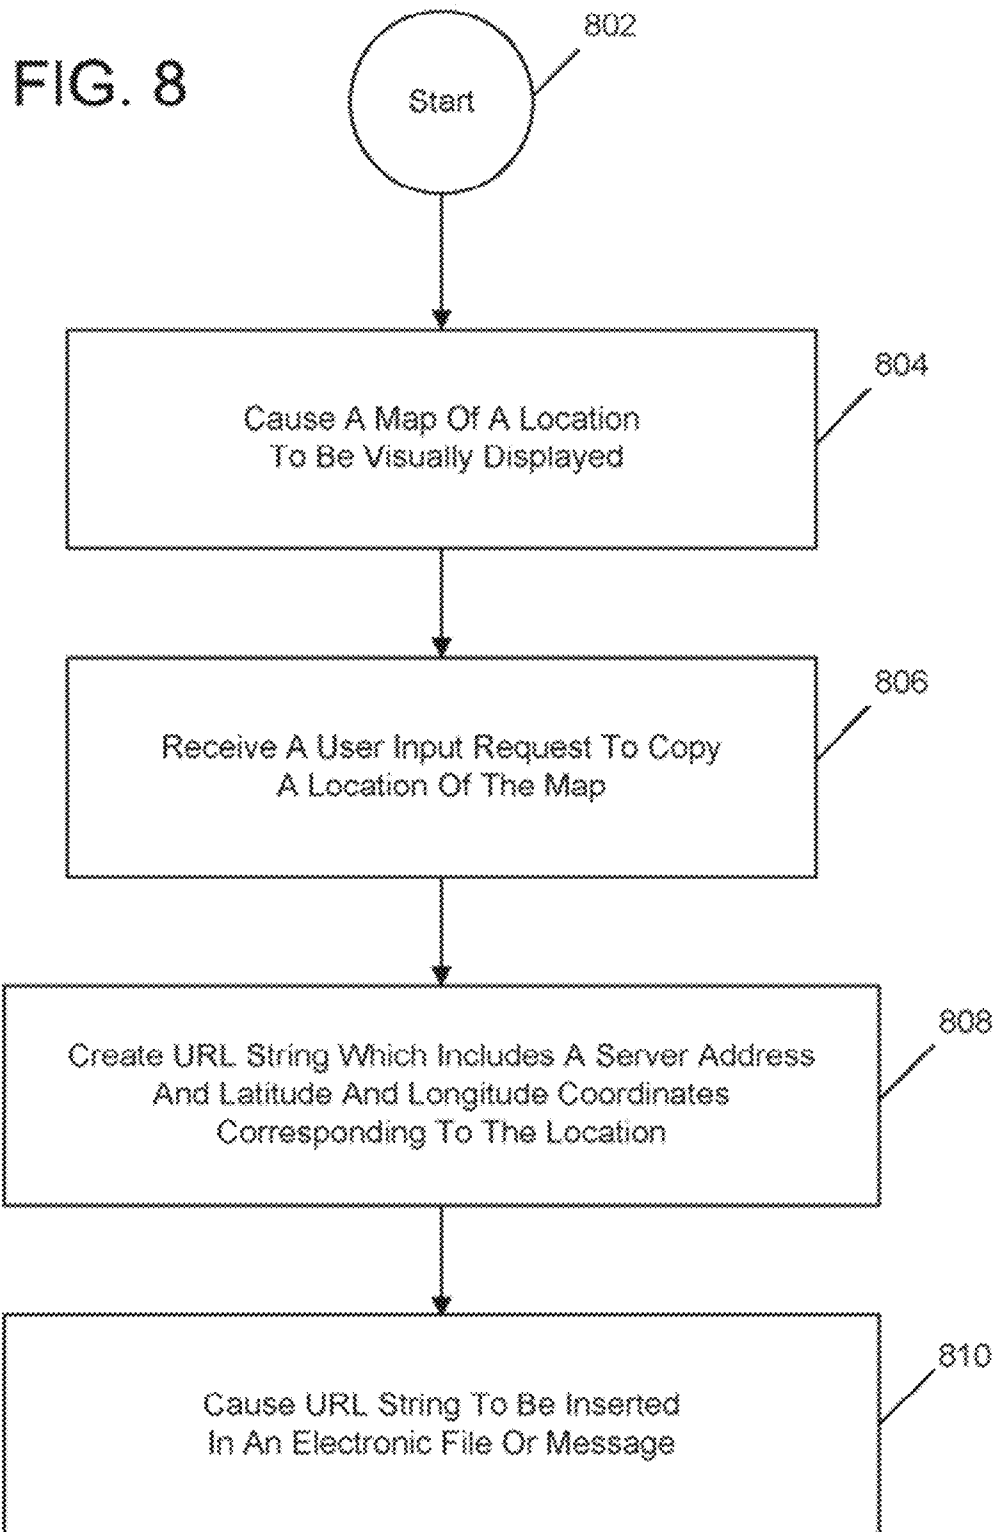 FIG. 8
802
Start
804
Cause A Map Of A Location
To Be Visually Displayed
806
Receive A User Input Request To Copy
A Location Of The Map
808
Create URL String Which Includes A Server Address
And Latitude And Longitude Coordinates
Corresponding To The Location
810
Cause URL String To Be Inserted
In An Electronic File Or Message